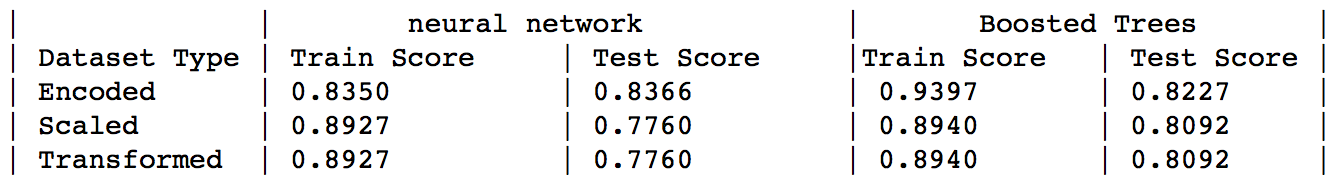 |               |        neural network            |       Boosted Trees       |
| Dataset Type | Train Score     | Test Score     |Train Score   | Test Score |
| Encoded      | 0.8350          | 0.8366         | 0.9397       | 0.8227     |
| Scaled       | 0.8927          | 0.7760         | 0.8940       | 0.8092     |
| Transformed  | 0.8927          | 0.7760         | 0.8940       | 0.8092     |